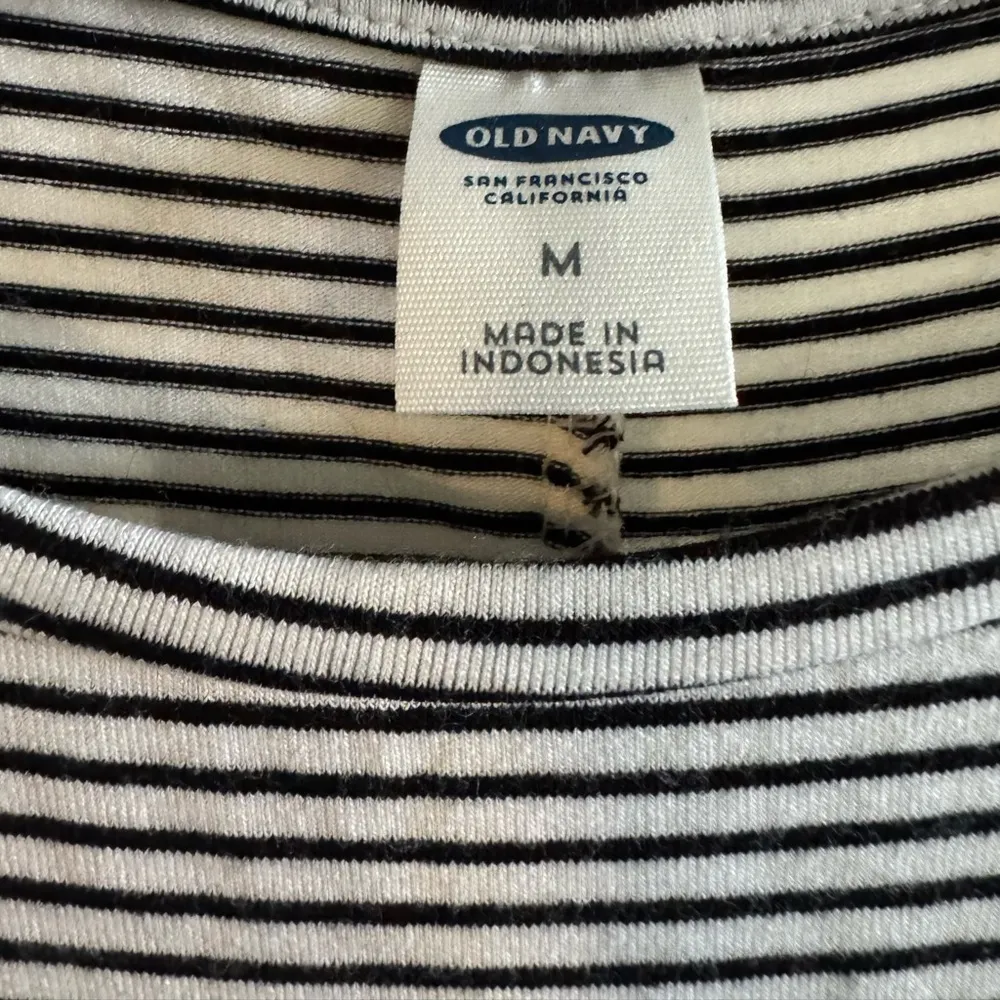 OLD NAVY
SAN FRANCISCO
CALIFORNIA
M
MADE IN
INDONESIA